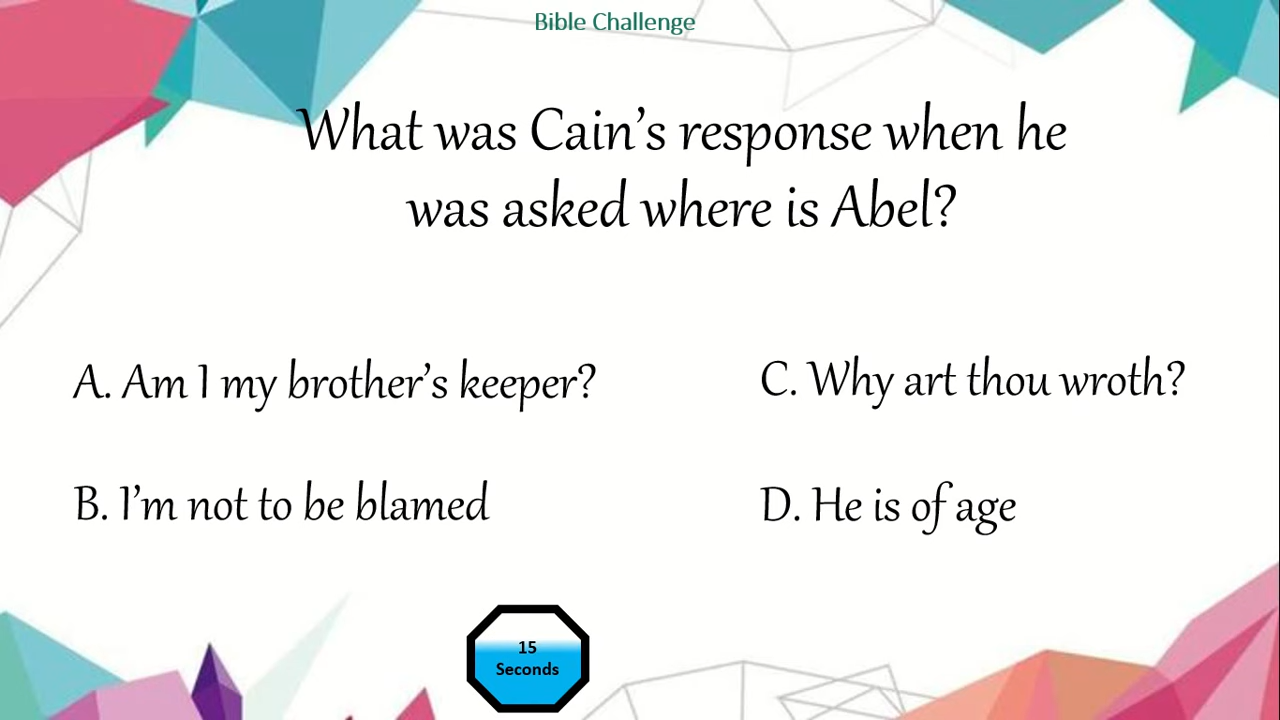 Bible Challenge
What was Cain’s response when he
was asked where is Abel?
A. Am I my brother’s keeper?
B. I’m not to be blamed
C. Why art thou wroth?
D. He is of age
15
Seconds